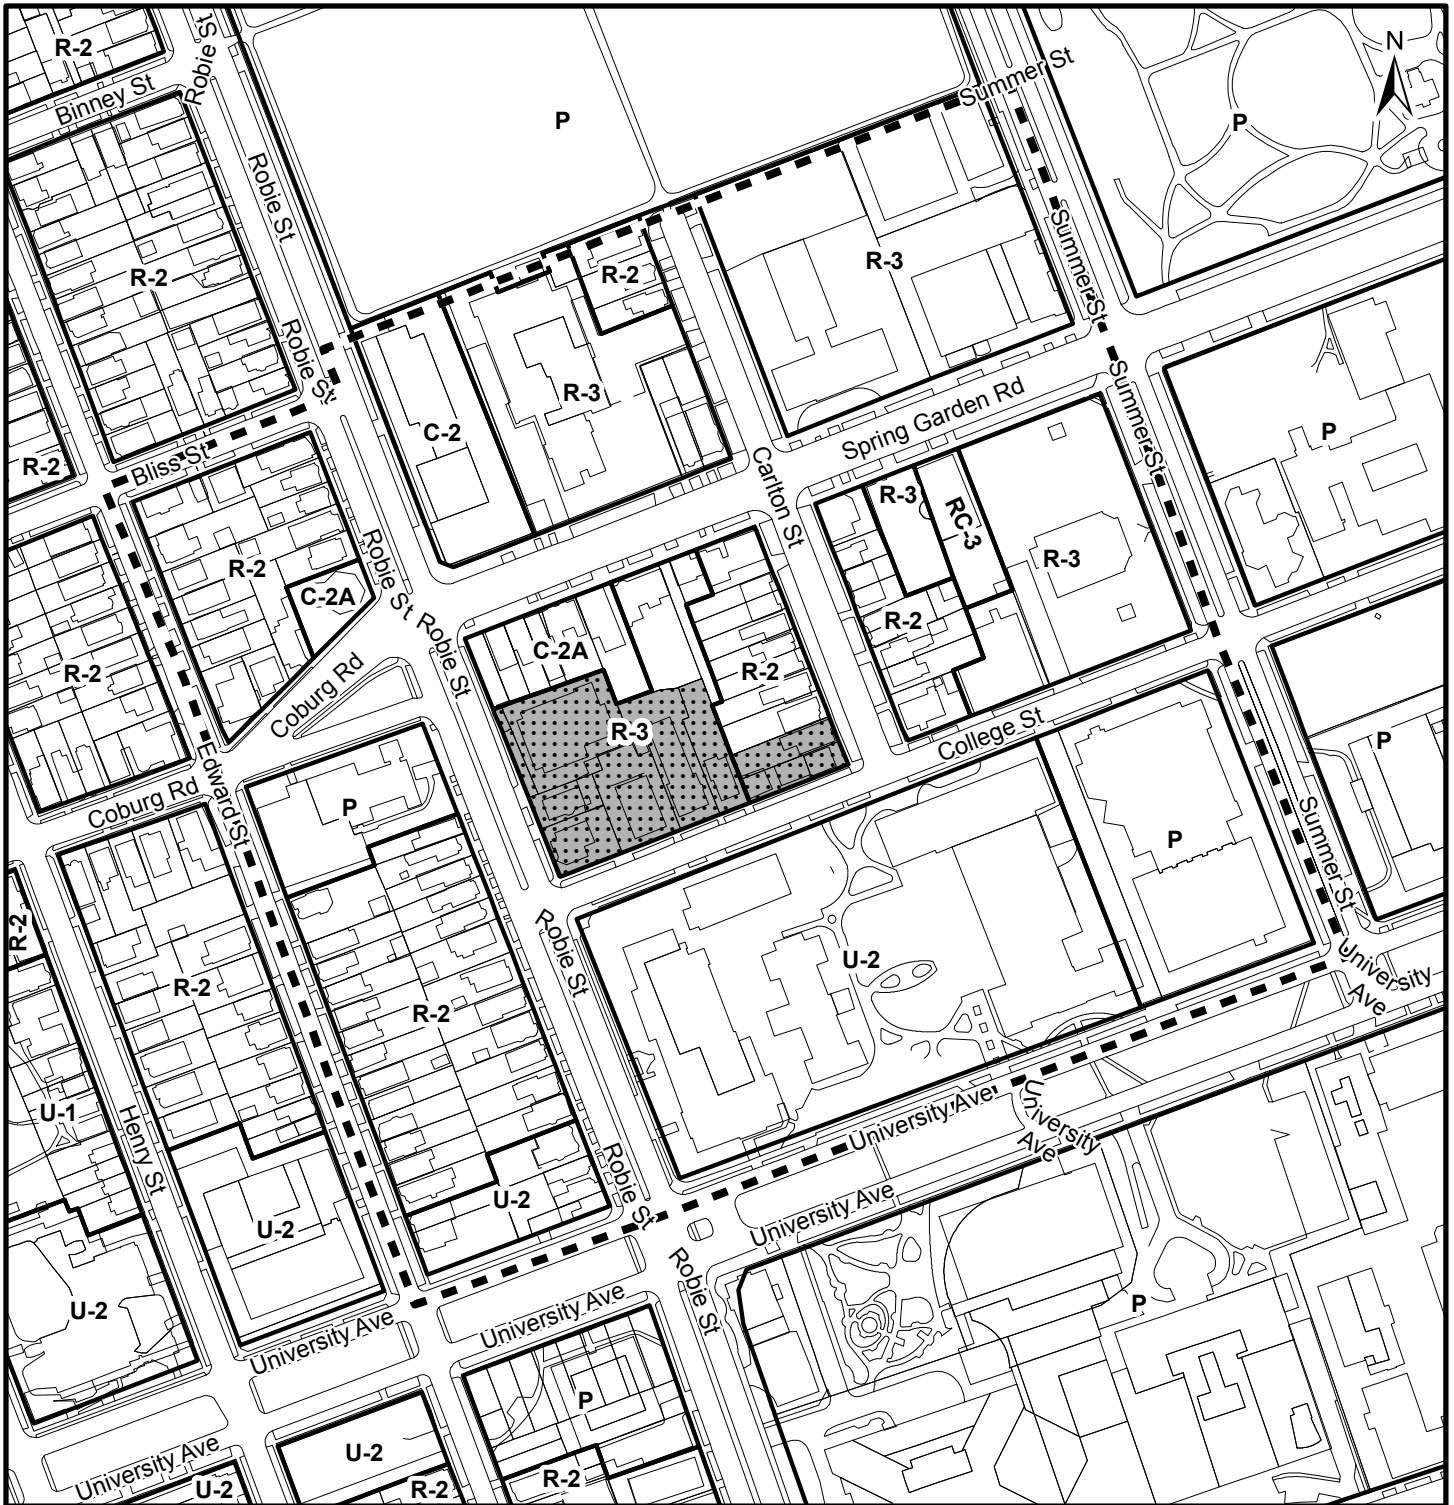 R-2
Robie St
Binney St
P
Summer St
N
P
Robie St
R-2
R-2
R-3
Summer St
Robie St
R-3
C-2
Summer St
P
Spring Garden Rd
R-2
Bliss St
Carlton St
R-3
RC-3
R-2
Robie St
R-3
C-2A
R-2
Robie St
C-2A
R-2
R-2
Coburg Rd
R-3
College St
P
Edward St
Coburg Rd
P
Summer St
P
R-2
Robie St
U-2
University
Ave
R-2
R-2
University Ave
University
Ave
U-1
Henry St
Robie St
U-2
University Ave
U-2
U-2
Robie St
P
University Ave
University Ave
P
U-2
University Ave
U-2
R-2
R-2